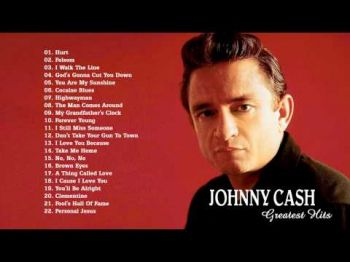 01. Hurt
02. Folsom
03. I Walk The Line
04. God's Gonna Cut You Down
05. You Are My Sunshine
06. Cocaine Blues
07. Highwayman
08. The Man Comes Around
09. My Grandfather's Clock
10. Forever Young
11. I Still Miss Someone
12. Don't Take Your Gun To Town
13. I Love You Because
14. Take Me Home
15. No, No, No
16. Brown Eyes
17. A Thing Called Love
18. I Cause I Love You
19. You'll Be Alright
20. Clementine
21. Fool's Hall Of Fame
22. Personal Jesus
JOHNNY CASH
Greatest Hits